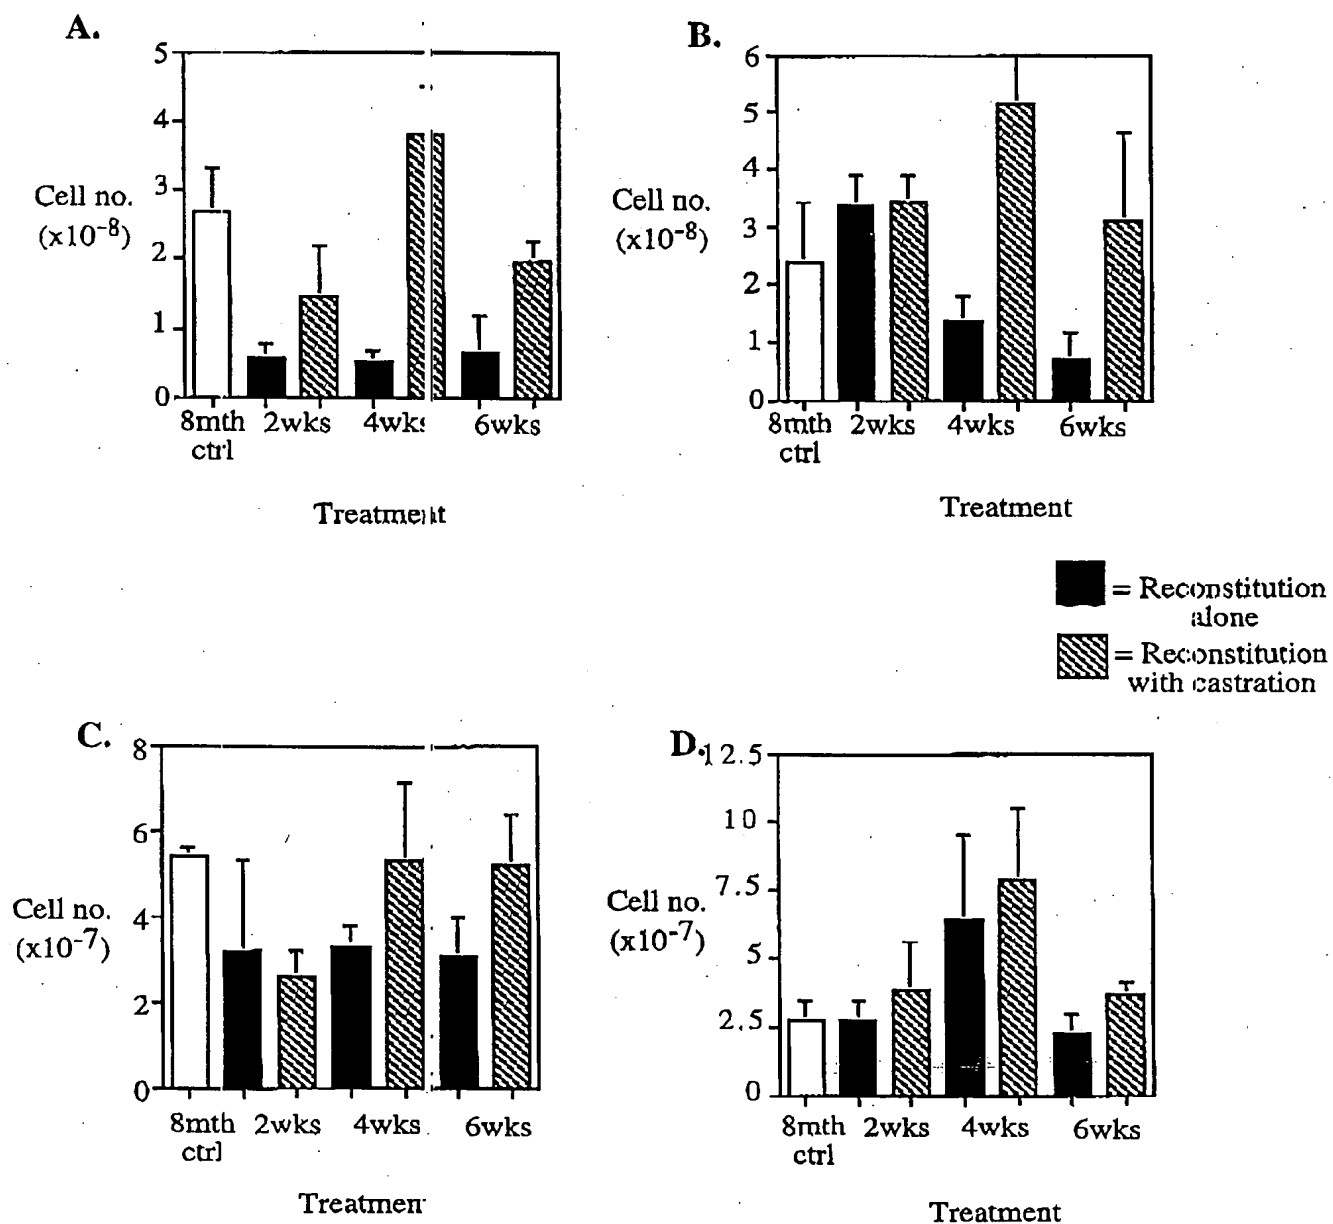 A.
5
4
3
2
1
0
Cell no.
(x10-8)
8mth 2wks 4wks 6wks
ctrl
Treatment
B.
6
5
4
3
2
1
0
Cell no.
(x10-8)
8mth 2wks 4wks 6wks
ctrl
Treatment
= Reconstitution
alone
= Reconstitution
with castration
C.
8
6
4
2
0
Cell no.
(x10-7)
8mth 2wks 4wks 6wks
ctrl
Treatment
D.
12.5
10
7.5
5
2.5
0
Cell no.
(x10-7)
8mth 2wks 4wks 6wks
ctrl
Treatment